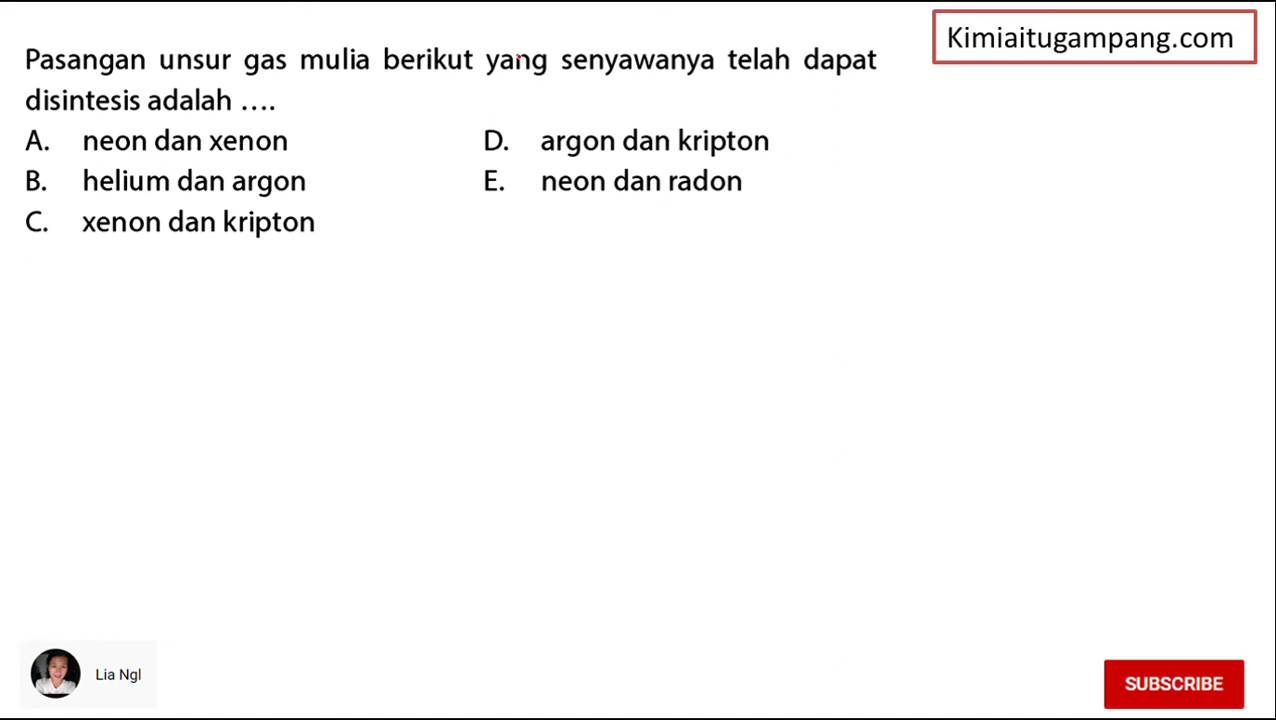 Kimiaitugampang.com
Pasangan unsur gas mulia berikut yang senyawanya telah dapat
disintesis adalah ....
A. neon dan xenon
B. helium dan argon
C. xenon dan kripton
D. argon dan kripton
E. neon dan radon
Lia Ngl
SUBSCRIBE